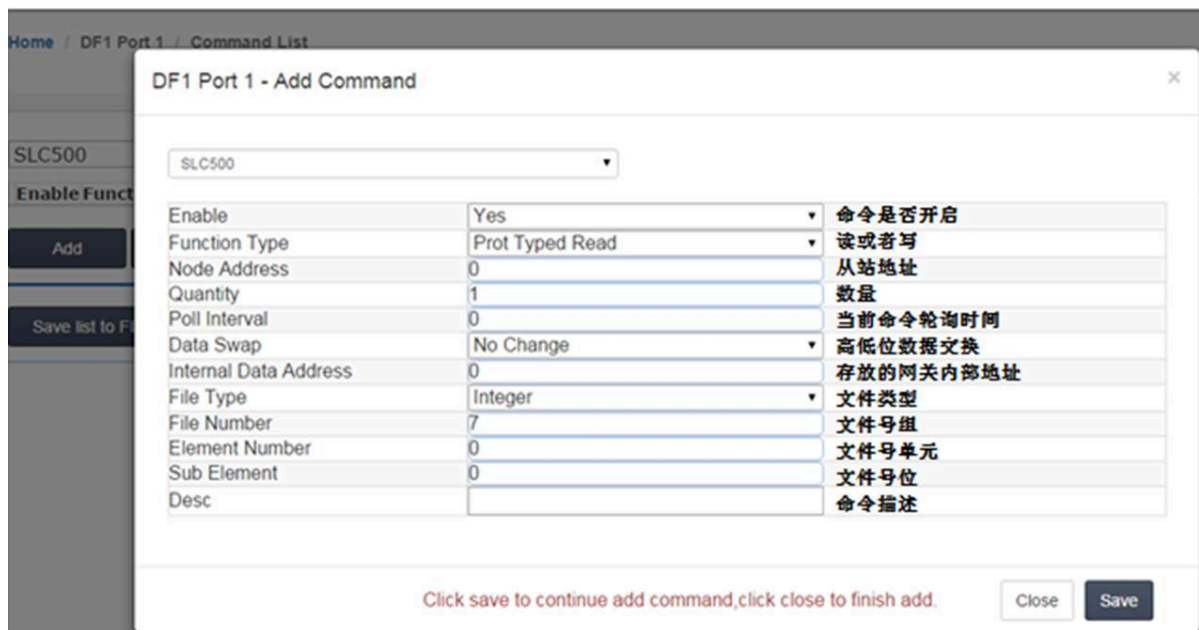 Home / DF1 Port 1 / Command List
DF1 Port 1 - Add Command ×
SLC500
SLC500
Enable Funct
Add
Save list to
Enable Yes 命令是否开启
Function Type Prot Typed Read 读或者写
Node Address 0 从站地址
Quantity 1 数量
Poll Interval 0 当前命令轮询时间
Data Swap No Change 高低位数据交换
Internal Data Address 0 存放的网关内部地址
File Type Integer 文件类型
File Number 7 文件号组
Element Number 0 文件号单元
Sub Element 0 文件号位
Desc 命令描述
Click save to continue add command,click close to finish add.
Close Save